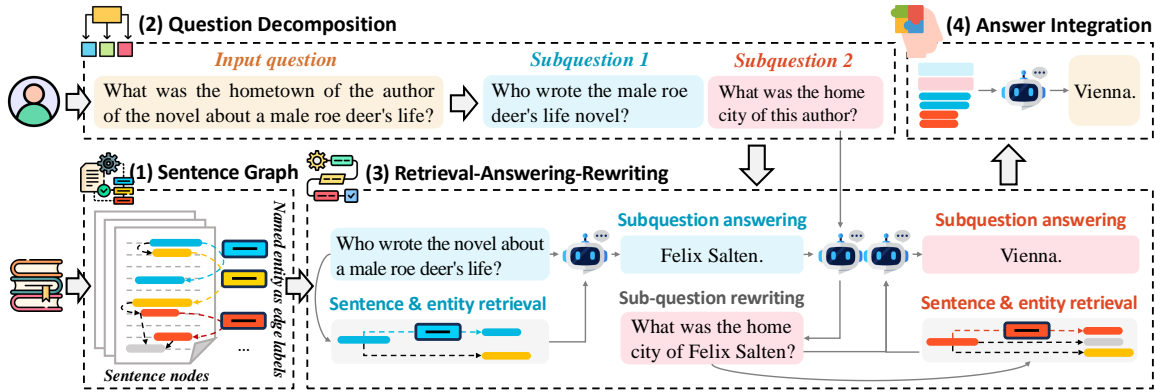 (2) Question Decomposition
Input question
What was the hometown of the author
of the novel about a male roe deer's life?
Subquestion 1
Who wrote the male roe
deer's life novel?
Subquestion 2
What was the home
city of this author?
(4) Answer Integration
Vienna.
(1) Sentence Graph
Named entity as edge labels
...
Sentence nodes
(3) Retrieval-Answering-Rewriting
Who wrote the novel about
a male roe deer's life?
Sentence & entity retrieval
Subquestion answering
Felix Salten.
Sub-question rewriting
What was the home
city of Felix Salten?
Subquestion answering
Vienna.
Sentence & entity retrieval